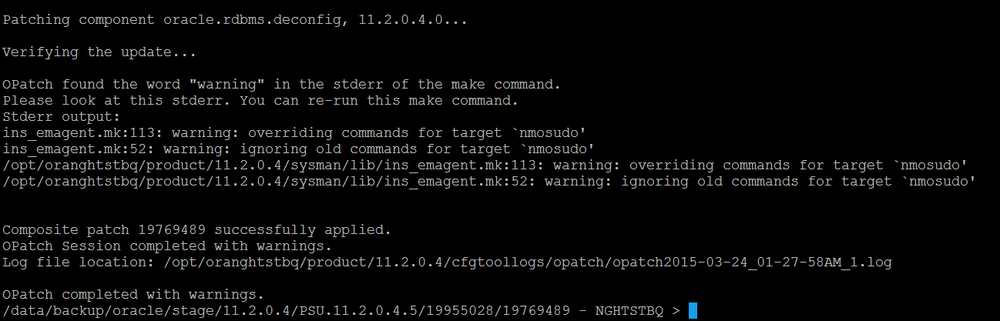 Patching component oracle.rdbms.deconfig, 11.2.0.4.0...
Verifying the update...
OPatch found the word "warning" in the stderr of the make command.
Please look at this stderr. You can re-run this make command.
Stderr output:
ins_emagent.mk:113: warning: overriding commands for target `nmosudo'
ins_emagent.mk:52: warning: ignoring old commands for target `nmosudo'
/opt/oranghtstbq/product/11.2.0.4/sysman/lib/ins_emagent.mk:113: warning: overriding commands for target `nmosudo'
/opt/oranghtstbq/product/11.2.0.4/sysman/lib/ins_emagent.mk:52: warning: ignoring old commands for target `nmosudo'
Composite patch 19769489 successfully applied.
OPatch Session completed with warnings.
Log file location: /opt/oranghtstbq/product/11.2.0.4/cfgtoollogs/opatch/opatch2015-03-24_01-27-58AM_1.log
OPatch completed with warnings.
/data/backup/oracle/stage/11.2.0.4/PSU.11.2.0.4.5/19955028/19769489 - NGHTSTBQ >